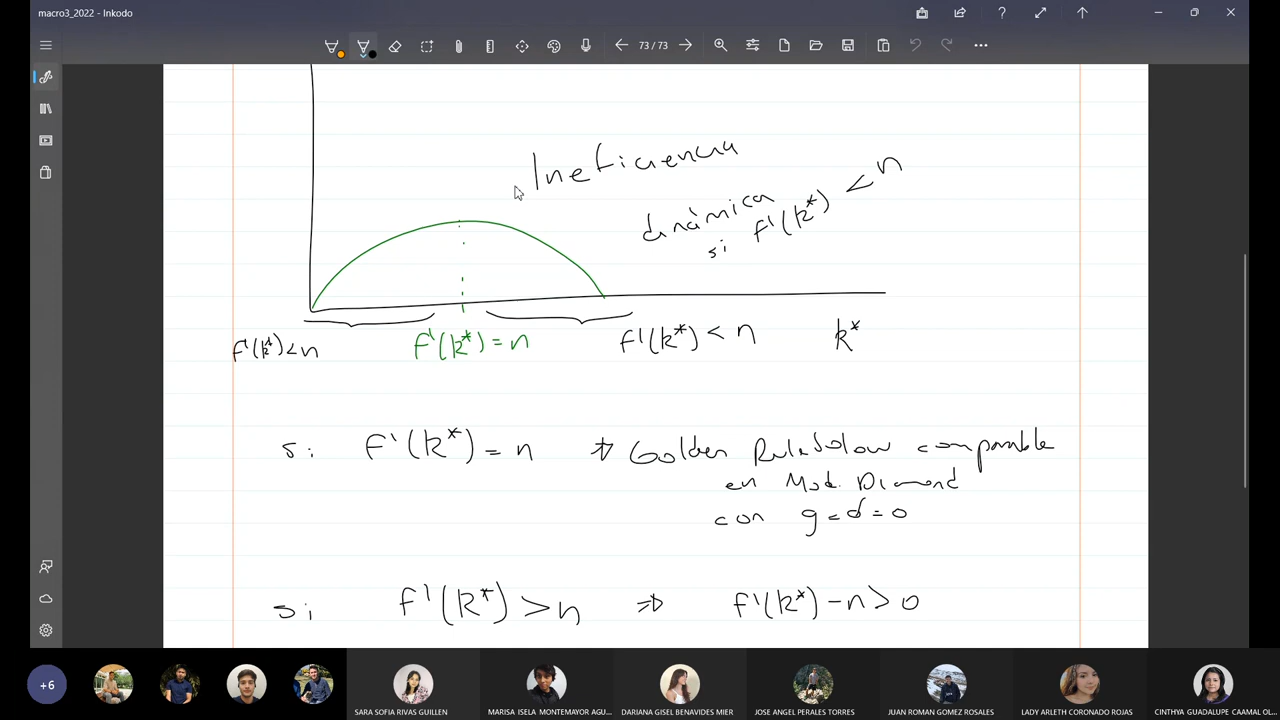 macro3_2022 - Inkodo
73 / 73
Ineficiencia
dinámica
si f'(k*) < n
f'(k*) < n
f'(k*) = n
f'(k*) < n
k*
si f'(k*) = n ⇒ Golden Rule Solow comparable
en Mod. Diamond
con g = d = 0
si f'(k*) > n ⇒ f'(k*) - n > 0
+6
SARA SOFIA RIVAS GUILLEN
MARISA ISELA MONTEMAYOR AGU...
DARIANA GISEL BENAVIDES MIER
JOSE ANGEL PERALES TORRES
JUAN ROMAN GOMEZ ROSALES
LADY ARLETH CORONADO ROJAS
CINTHYA GUADALUPE CAAMAL OL...